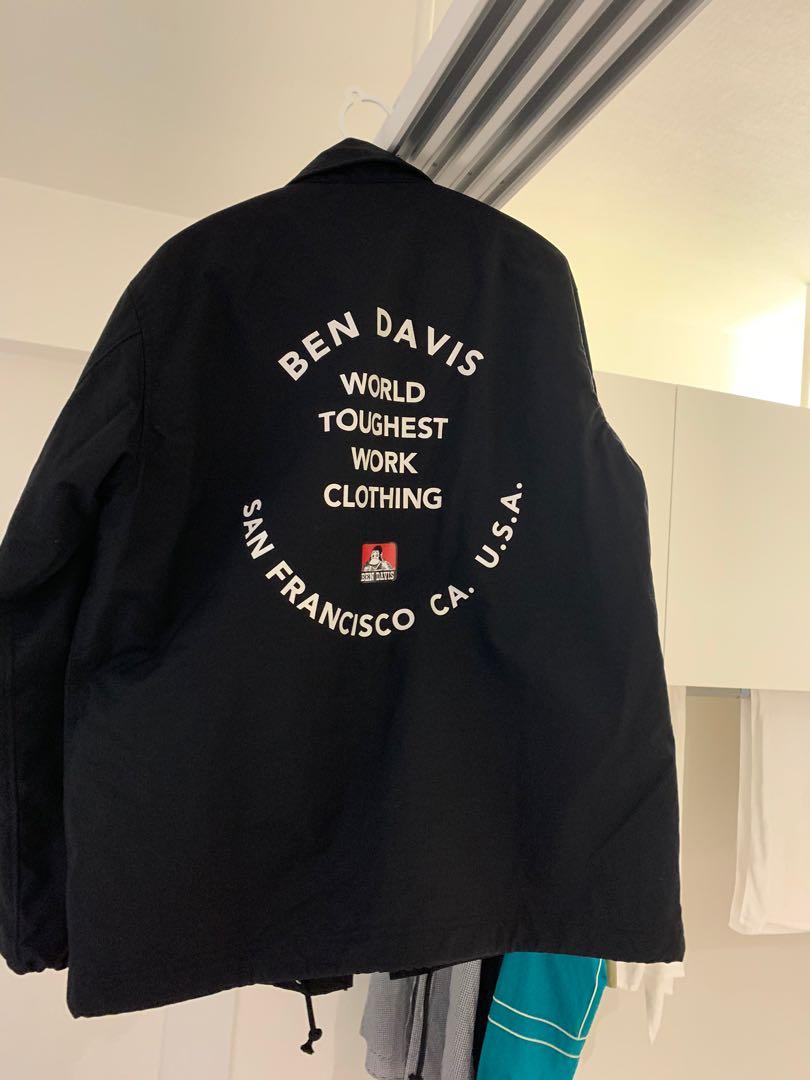 BEN DAVIS
WORLD
TOUGHEST
WORK
CLOTHING
BEN DAVIS
SAN FRANCISCO CA. U.S.A.